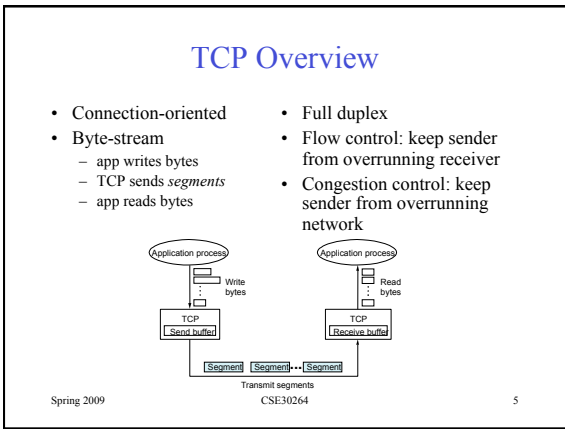 TCP Overview
• Connection-oriented
• Byte-stream
– app writes bytes
– TCP sends segments
– app reads bytes
• Full duplex
• Flow control: keep sender
from overrunning receiver
• Congestion control: keep
sender from overrunning
network
Application process
Write
bytes
TCP
Send buffer
Application process
Read
bytes
TCP
Receive buffer
Segment
Segment
Segment
Transmit segments
Spring 2009
CSE30264
5